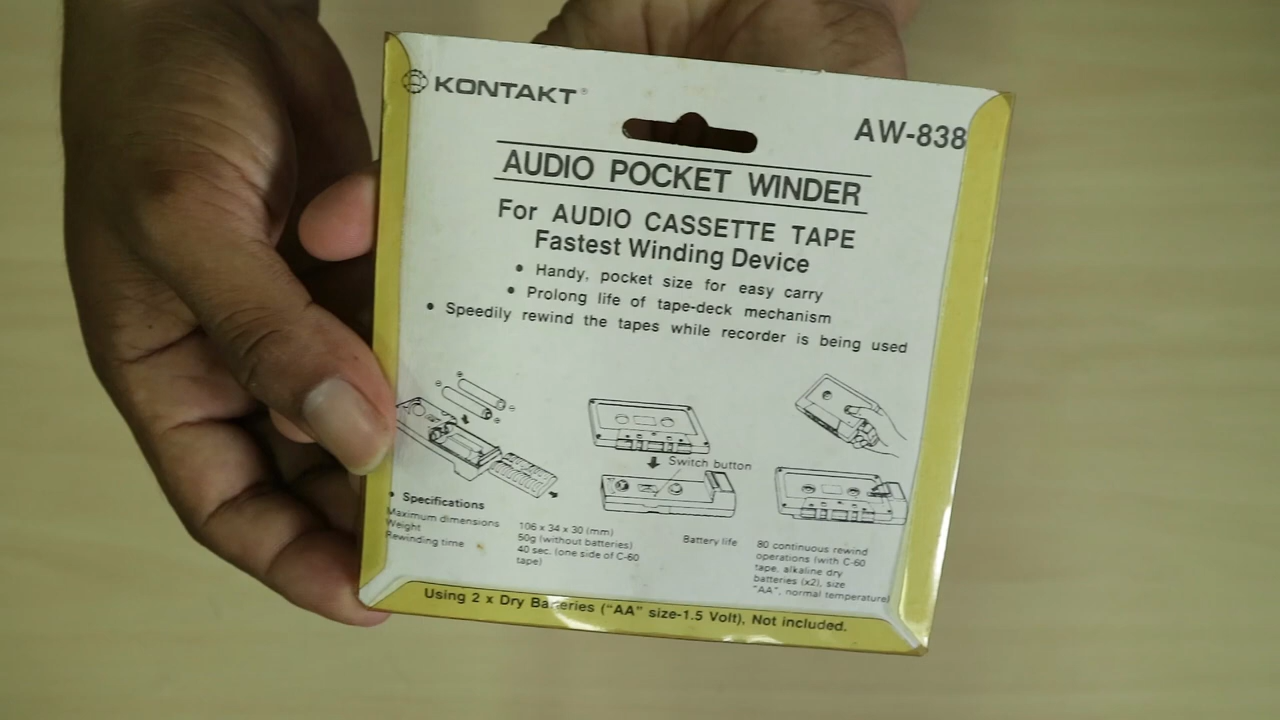 KONTAKT®
AW-838
AUDIO POCKET WINDER
For AUDIO CASSETTE TAPE
Fastest Winding Device
• Handy, pocket size for easy carry
• Prolong life of tape-deck mechanism
• Speedily rewind the tapes while recorder is being used
Switch button
• Specifications
Maximum dimensions 106 x 34 x 30 (mm)
Weight 50g (without batteries)
Rewinding time 40 sec. (one side of C-60
tape)
Battery life 80 continuous rewind
operations (with C-60
tape, alkaline dry
batteries (x2), size
"AA", normal temperature)
Using 2 x Dry Batteries ("AA" size-1.5 Volt), Not included.